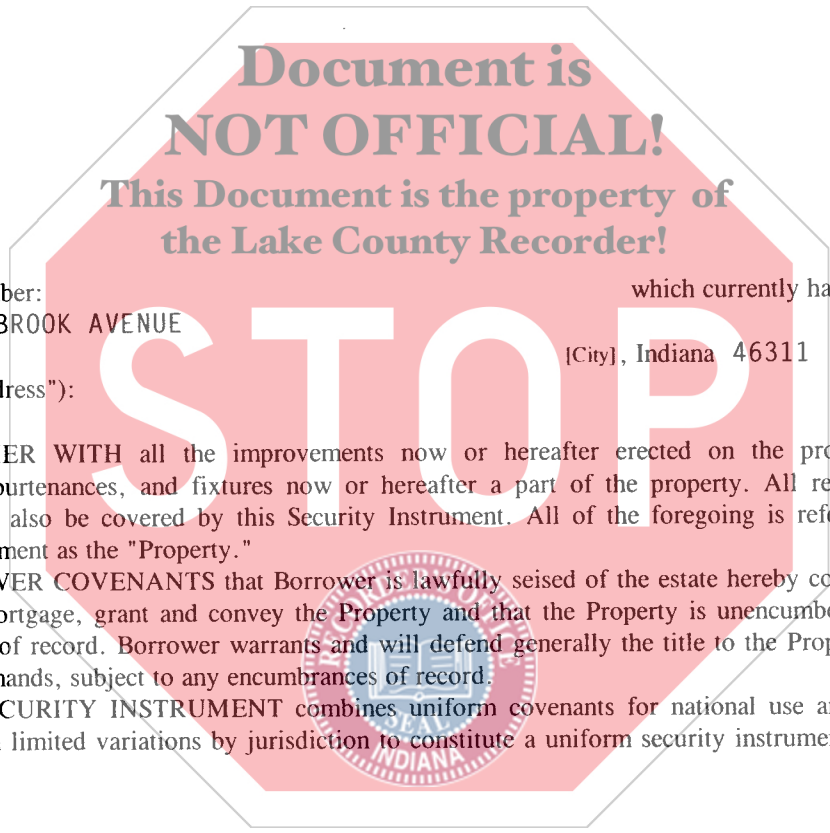 Document is
NOT OFFICIAL!
This Document is the property of
the Lake County Recorder!
ber: which currently ha
BROOK AVENUE
[City], Indiana 46311
dress"):
STOP
ER WITH all the improvements now or hereafter erected on the pro
purtenances, and fixtures now or hereafter a part of the property. All re
also be covered by this Security Instrument. All of the foregoing is refe
ment as the "Property."
WER COVENANTS that Borrower is lawfully seised of the estate hereby co
ortgage, grant and convey the Property and that the Property is unencumbe
of record. Borrower warrants and will defend generally the title to the Prop
mands, subject to any encumbrances of record.
CURITY INSTRUMENT combines uniform covenants for national use a
limited variations by jurisdiction to constitute a uniform security instrume
RECORDER'S OFFICE
SEAL
INDIANA